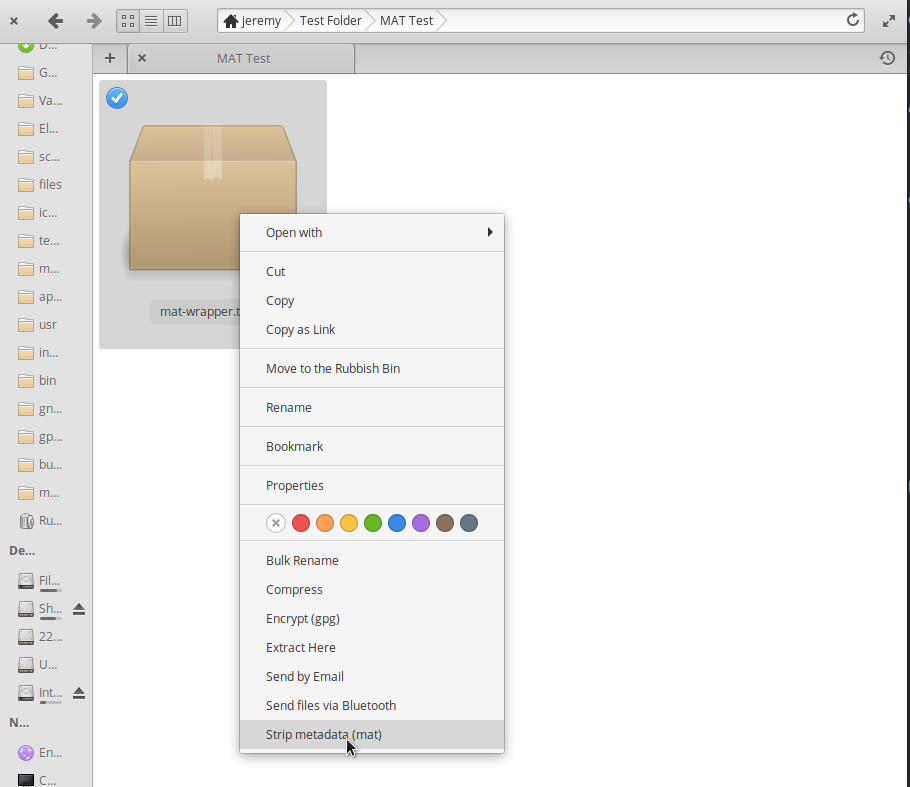 jeremy
Test Folder
MAT Test
MAT Test
D...
G...
Va...
El...
sc...
files
ic...
te...
m...
ap...
usr
in...
bin
gn...
gp...
bu...
m...
Ru...
De...
Fil...
Sh...
22...
U...
Int...
N...
En...
C...
mat-wrapper.t
Open with
Cut
Copy
Copy as Link
Move to the Rubbish Bin
Rename
Bookmark
Properties
Bulk Rename
Compress
Encrypt (gpg)
Extract Here
Send by Email
Send files via Bluetooth
Strip metadata (mat)